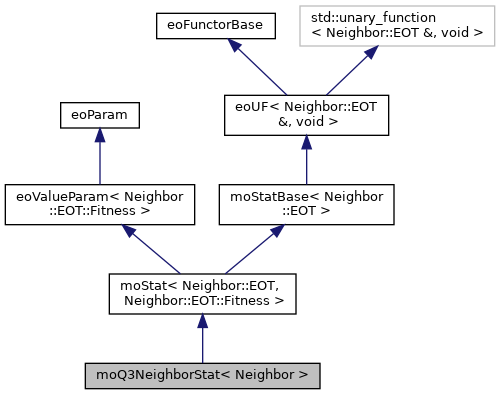 eoFunctorBase
std::unary_function
< Neighbor::EOT &, void >
eoParam
eoUF< Neighbor::EOT
&, void >
eoValueParam< Neighbor
::EOT::Fitness >
moStatBase< Neighbor
::EOT >
moStat< Neighbor::EOT,
Neighbor::EOT::Fitness >
moQ3NeighborStat< Neighbor >